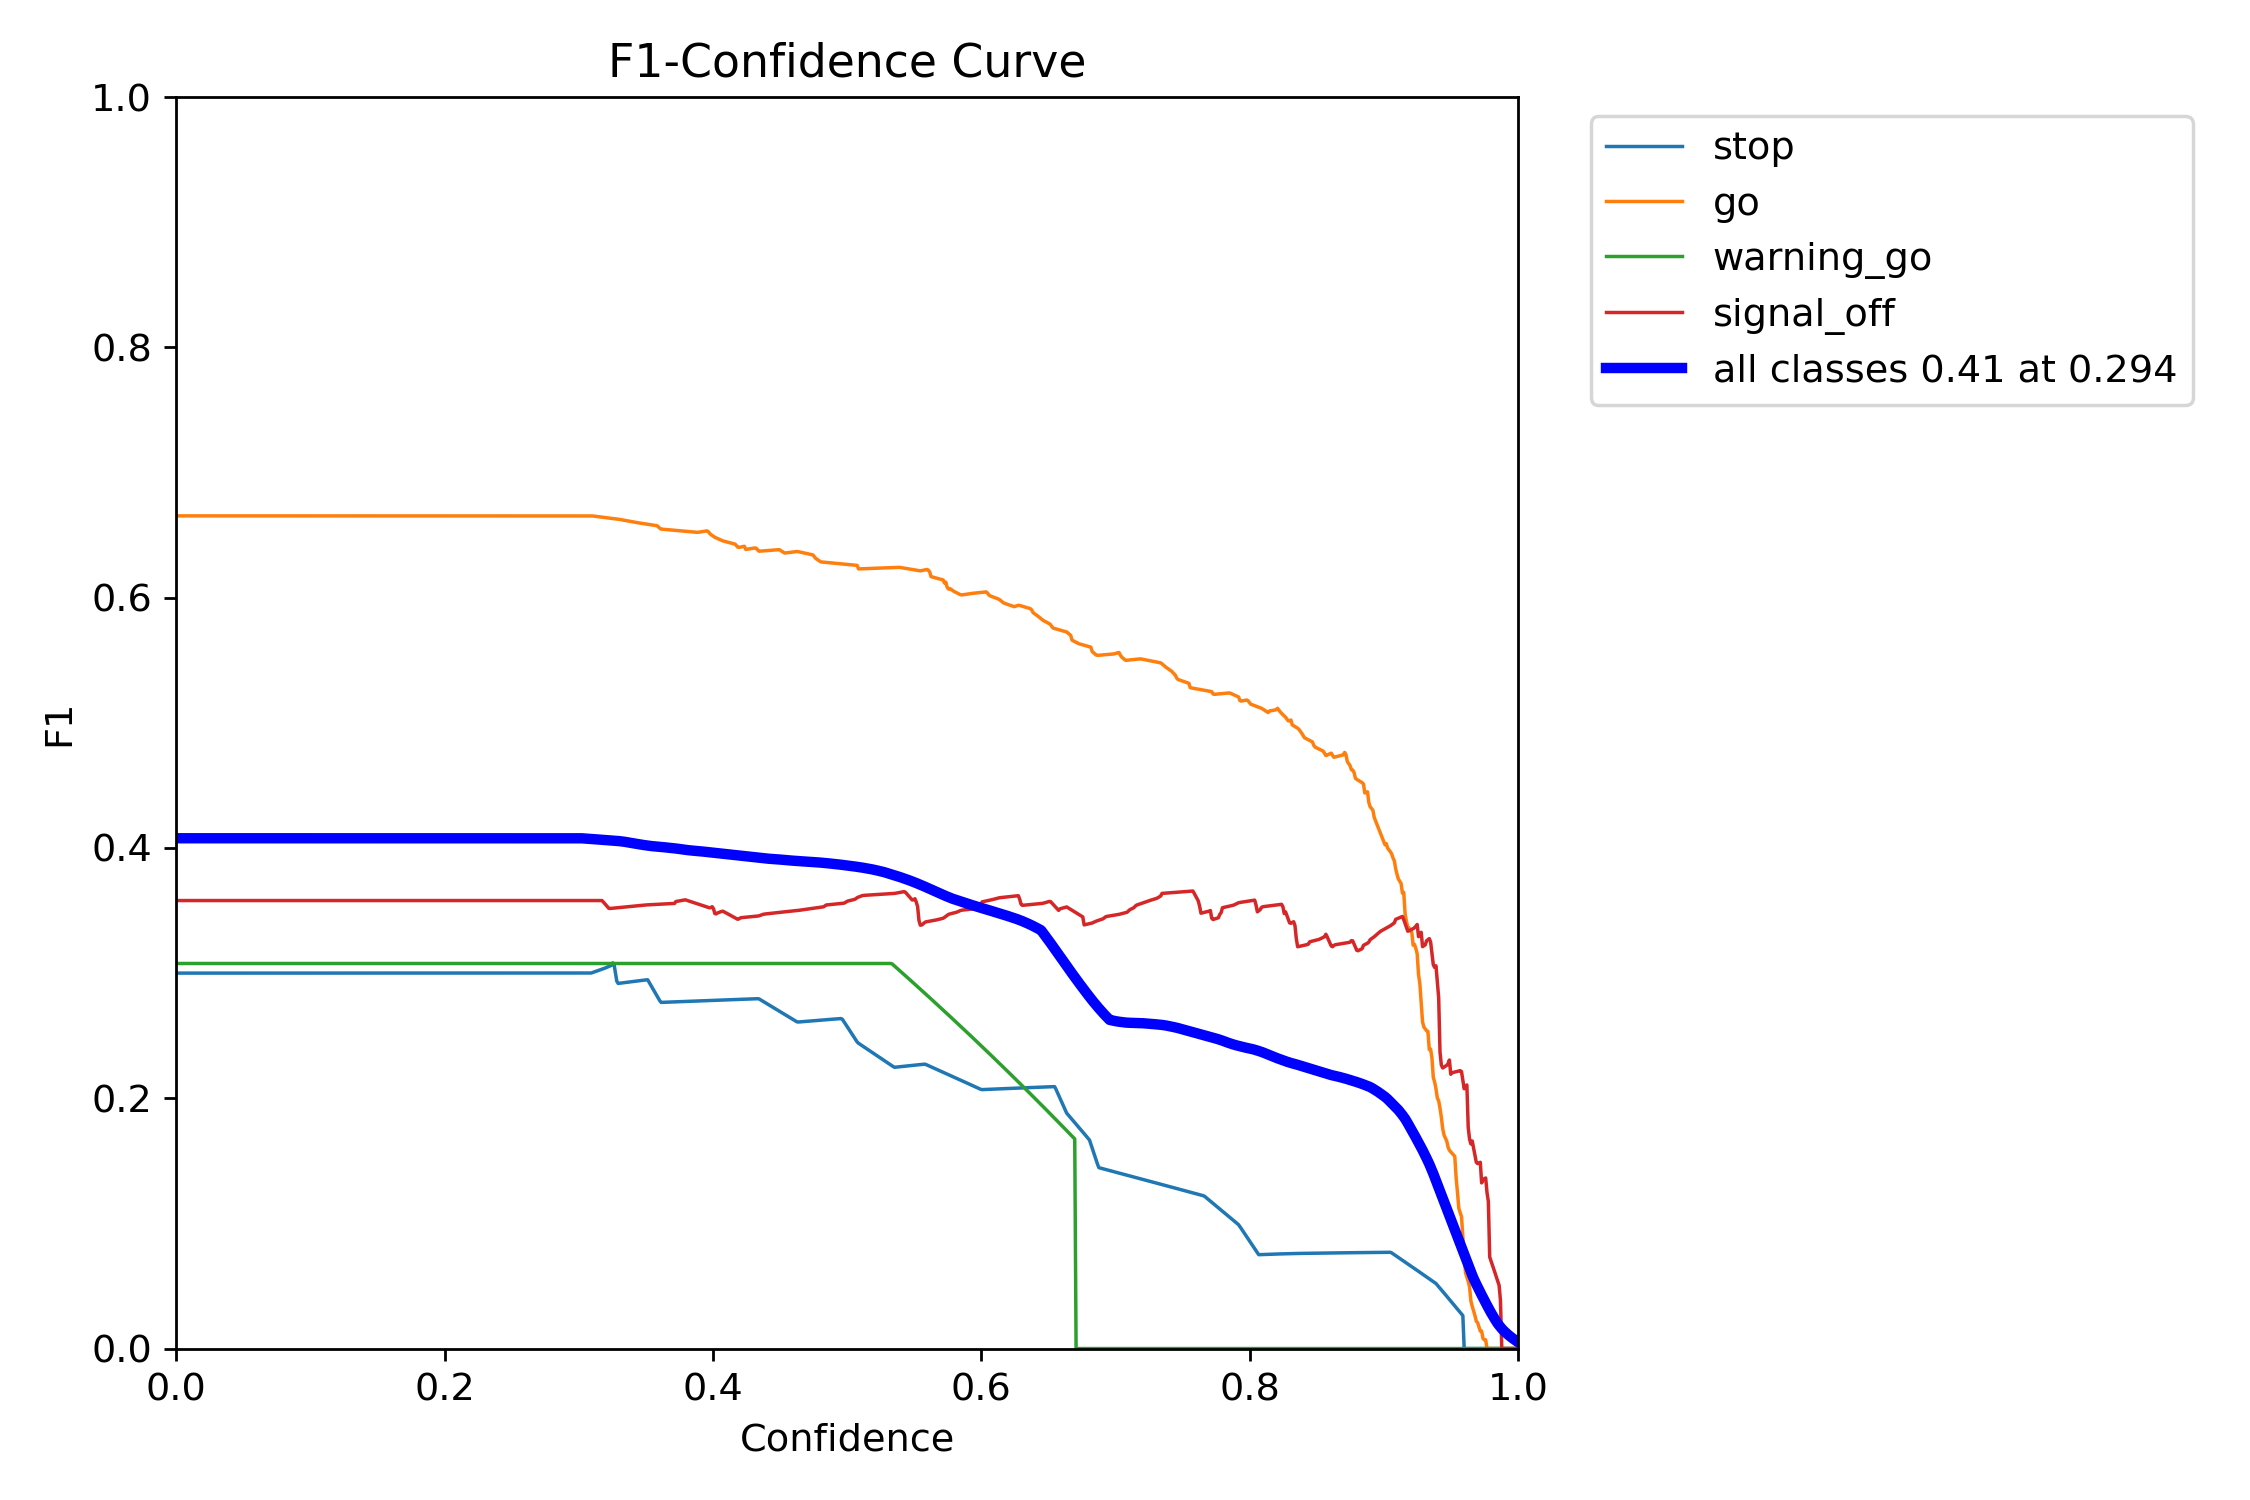 F1-Confidence Curve
1.0
0.8
0.6
0.4
0.2
0.0
F1
0.0 0.2 0.4 0.6 0.8 1.0
Confidence
stop
go
warning_go
signal_off
all classes 0.41 at 0.294